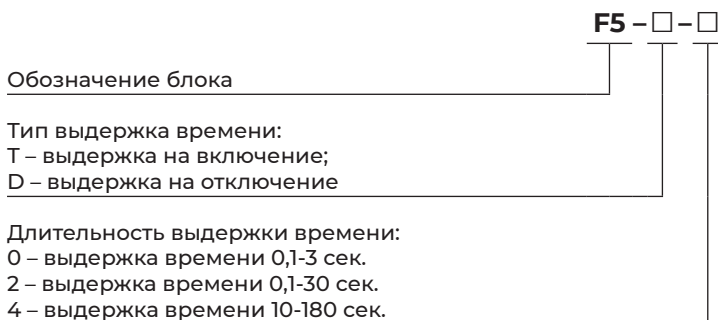 F5 – □ – □
Обозначение блока
Тип выдержка времени:
T – выдержка на включение;
D – выдержка на отключение
Длительность выдержки времени:
0 – выдержка времени 0,1-3 сек.
2 – выдержка времени 0,1-30 сек.
4 – выдержка времени 10-180 сек.